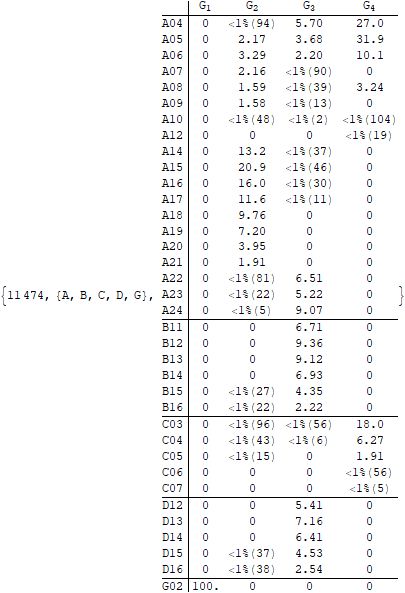 G1 G2 G3 G4
A04 0 <1%(94) 5.70 27.0
A05 0 2.17 3.68 31.9
A06 0 3.29 2.20 10.1
A07 0 2.16 <1%(90) 0
A08 0 1.59 <1%(39) 3.24
A09 0 1.58 <1%(13) 0
A10 0 <1%(48) <1%(2) <1%(104)
A12 0 0 0 <1%(19)
A14 0 13.2 <1%(37) 0
A15 0 20.9 <1%(46) 0
A16 0 16.0 <1%(30) 0
A17 0 11.6 <1%(11) 0
A18 0 9.76 0 0
A19 0 7.20 0 0
A20 0 3.95 0 0
A21 0 1.91 0 0
A22 0 <1%(81) 6.51 0
{11474, {A, B, C, D, G}, A23 0 <1%(22) 5.22 0 }
A24 0 <1%(5) 9.07 0
B11 0 0 6.71 0
B12 0 0 9.36 0
B13 0 0 9.12 0
B14 0 0 6.93 0
B15 0 <1%(27) 4.35 0
B16 0 <1%(22) 2.22 0
C03 0 <1%(96) <1%(56) 18.0
C04 0 <1%(43) <1%(6) 6.27
C05 0 <1%(15) 0 1.91
C06 0 0 0 <1%(56)
C07 0 0 0 <1%(5)
D12 0 0 5.41 0
D13 0 0 7.16 0
D14 0 0 6.41 0
D15 0 <1%(37) 4.53 0
D16 0 <1%(38) 2.54 0
G02 100. 0 0 0